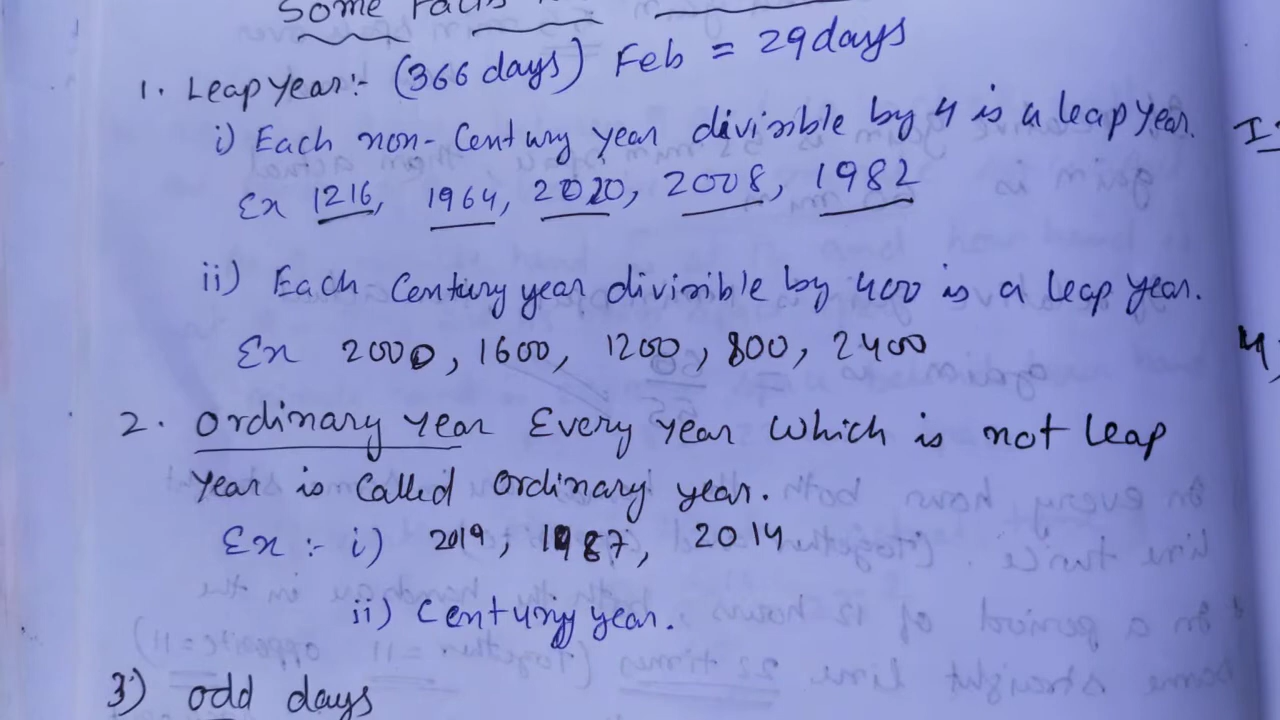 Some Facts
1. Leap Year:- (366 days) Feb = 29 days
i) Each non-Century year divisible by 4 is a leap year.
Ex 1216, 1964, 2020, 2008, 1982
ii) Each Century year divisible by 400 is a leap year.
Ex 2000, 1600, 1200, 800, 2400
2. Ordinary Year Every year which is not leap
year is called ordinary year.
Ex :- i) 2019, 1987, 2014
ii) Century year.
3) odd days